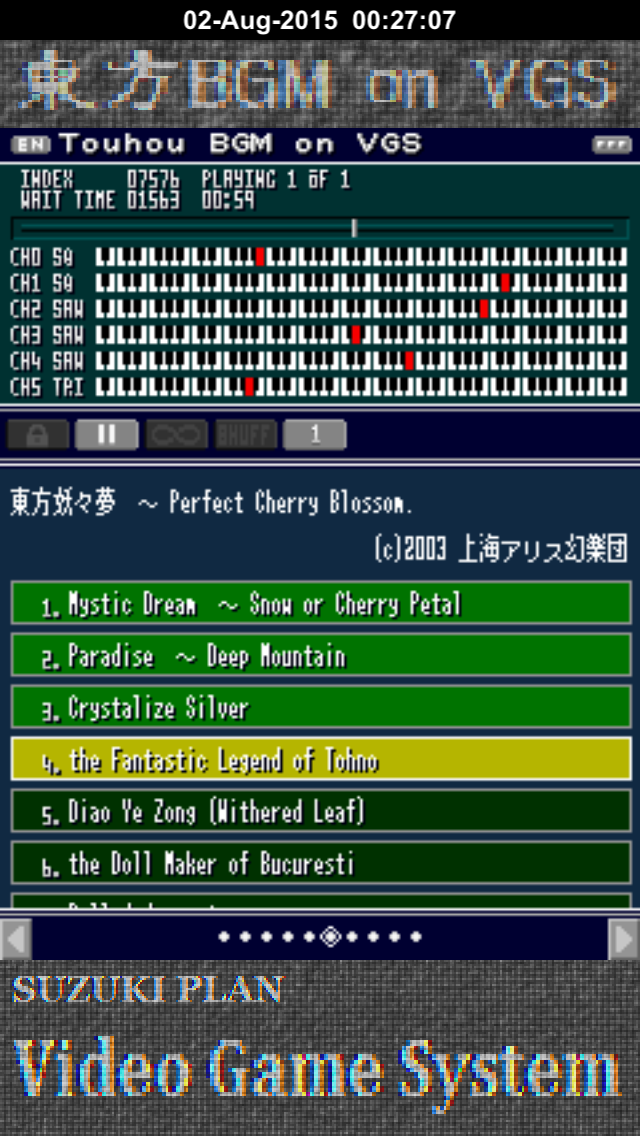 02-Aug-2015 00:27:07
東方BGM on VGS
EN Touhou BGM on VGS
INDEX 07576 PLAYING 1 OF 1
WAIT TIME 01563 00:59
CH0 SQ
CH1 SQ
CH2 SAW
CH3 SAW
CH4 SAW
CH5 TRI
SHUFF 1
東方妖々夢 ~ Perfect Cherry Blossom.
(c)2003 上海アリス幻樂団
1. Mystic Dream ~ Snow or Cherry Petal
2. Paradise ~ Deep Mountain
3. Crystalize Silver
4. the Fantastic Legend of Tohno
5. Diao Ye Zong (Withered Leaf)
6. the Doll Maker of Bucuresti
SUZUKI PLAN
Video Game System